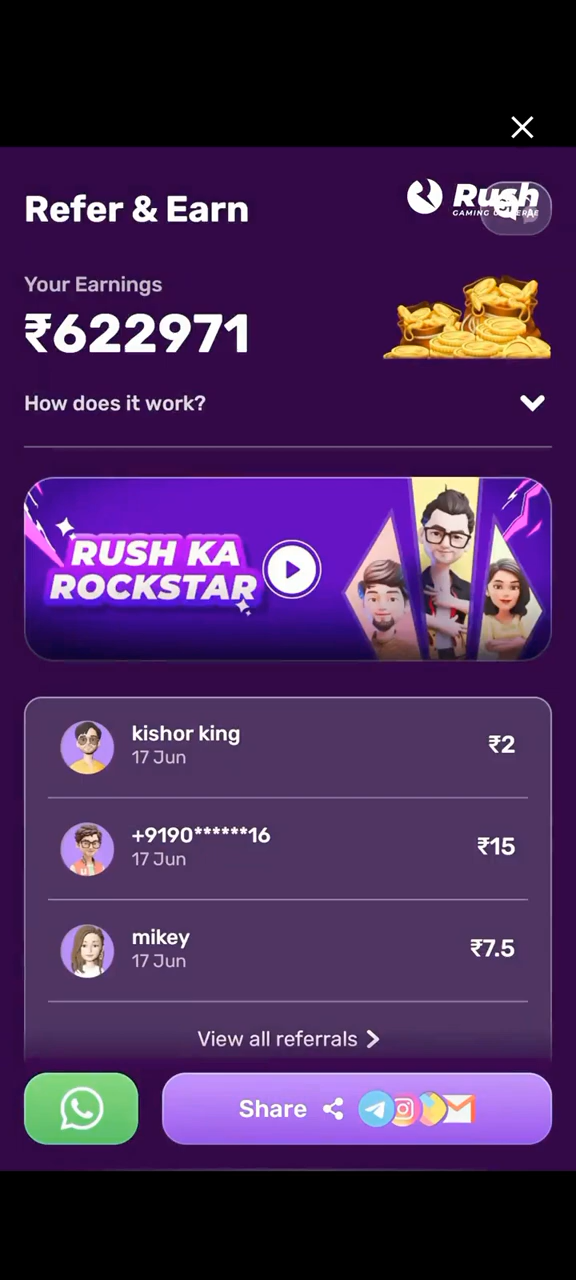 Refer & Earn
Rush
GAMING
Your Earnings
₹622971
How does it work?
RUSH KA
ROCKSTAR
kishor king
17 Jun
₹2
+9190******16
17 Jun
₹15
mikey
17 Jun
₹7.5
View all referrals
Share